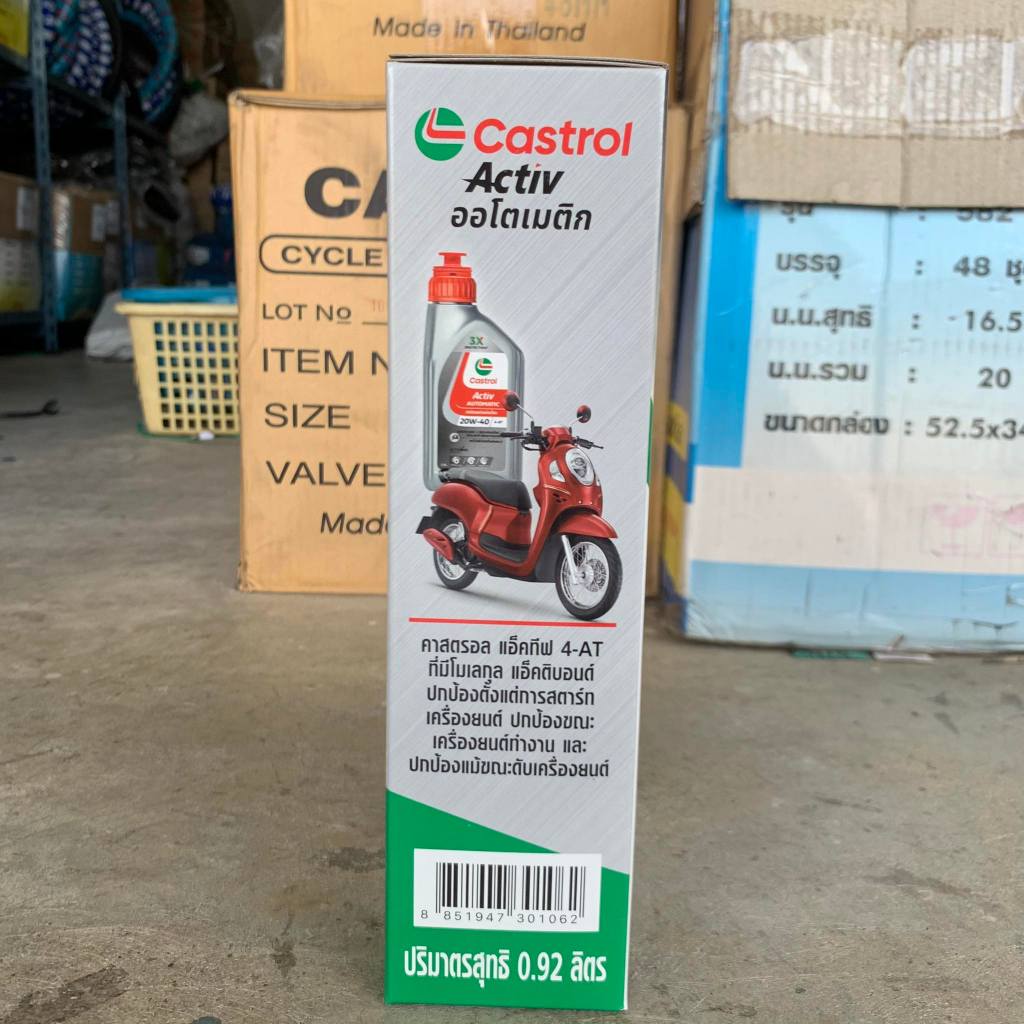 Made in Thailand
Castrol
Activ
ออโตเมติก
3X
Castrol
Activ
AUTOMATIC
20W-40
คาสตรอล แอ็คทีฟ 4-AT
ที่มีโมเลกุล แอ็คติบอนด์
ปกป้องตั้งแต่การสตาร์ท
เครื่องยนต์ ปกป้องขณะ
เครื่องยนต์ทำงาน และ
ปกป้องแม้ขณะดับเครื่องยนต์
8 851947 301062
ปริมาตรสุทธิ 0.92 ลิตร
CYCLE
LOT No
ITEM N
SIZE
VALVE
Made
รุ่น : 382
บรรจุ : 48 ชุ
น.น.สุทธิ : 16.5
น.น.รวม : 20
ขนาดกล่อง : 52.5x34